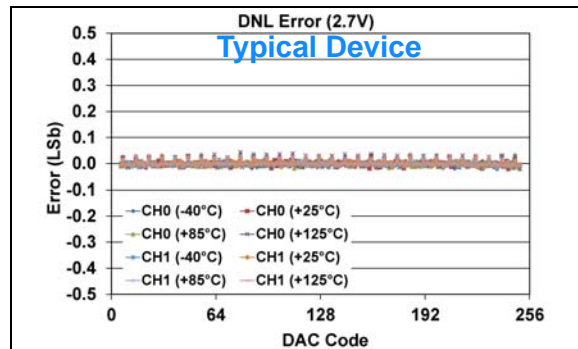 DNL Error (2.7V)
Typical Device
Error (LSb)
0.5
0.4
0.3
0.2
0.1
0.0
-0.1
-0.2
-0.3
-0.4
-0.5
CH0 (-40°C) CH0 (+25°C)
CH0 (+85°C) CH0 (+125°C)
CH1 (-40°C) CH1 (+25°C)
CH1 (+85°C) CH1 (+125°C)
0 64 128 192 256
DAC Code